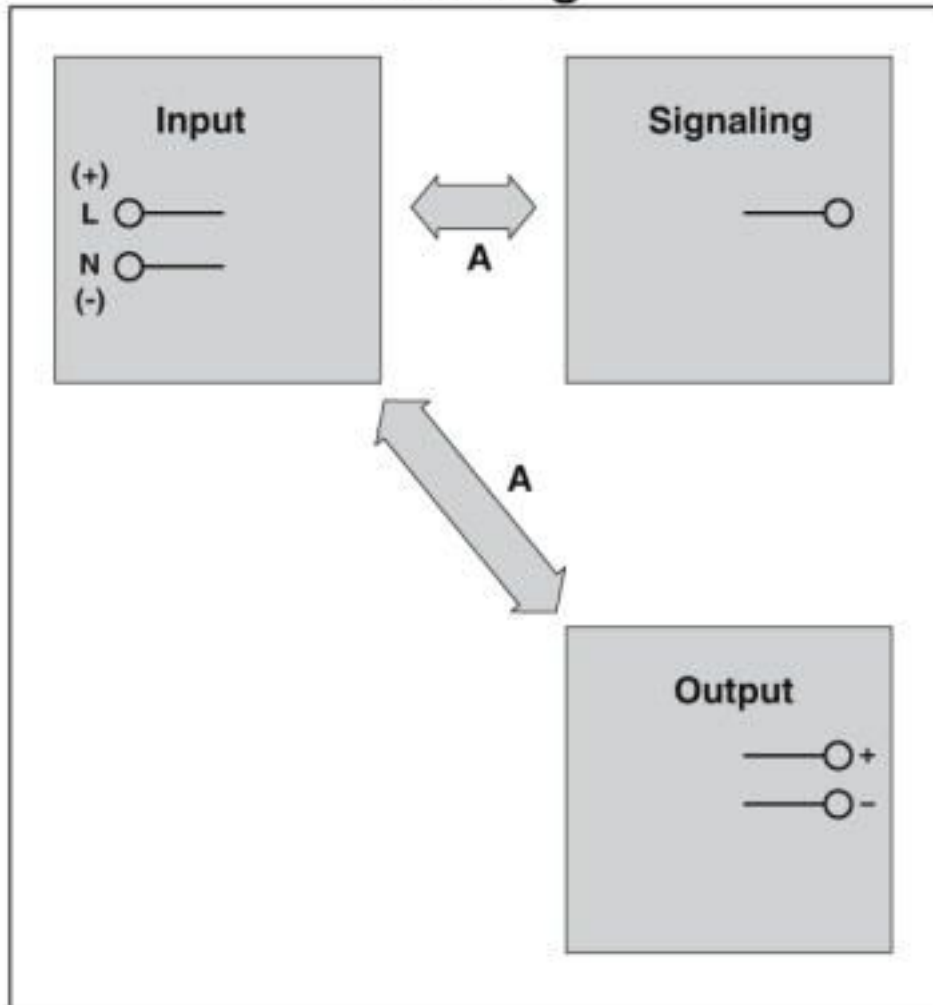 Input
(+)
L
N
(-)
A
Signaling
A
Output
+
−